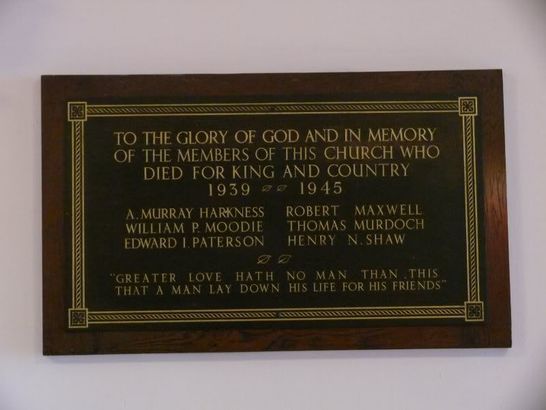 TO THE GLORY OF GOD AND IN MEMORY
OF THE MEMBERS OF THIS CHURCH WHO
DIED FOR KING AND COUNTRY
1939 1945
A. MURRAY HARKNESS ROBERT MAXWELL
WILLIAM P. MOODIE THOMAS MURDOCH
EDWARD I. PATERSON HENRY N. SHAW
"GREATER LOVE HATH NO MAN THAN THIS
THAT A MAN LAY DOWN HIS LIFE FOR HIS FRIENDS"